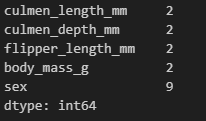 culmen_length_mm 2
culmen_depth_mm 2
flipper_length_mm 2
body_mass_g 2
sex 9
dtype: int64